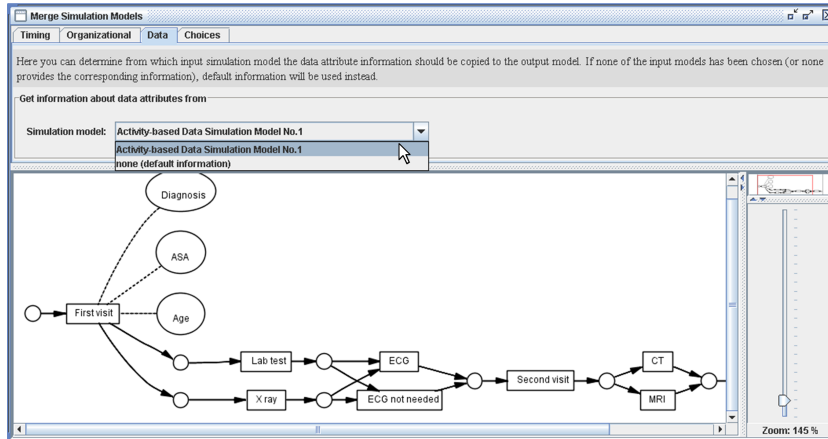 Merge Simulation Models
Timing Organizational Data Choices
Here you can determine from which input simulation model the data attribute information should be copied to the output model. If none of the input models has been chosen (or none
provides the corresponding information), default information will be used instead.
Get information about data attributes from
Simulation model: Activity-based Data Simulation Model No.1
Activity-based Data Simulation Model No.1
none (default information)
Diagnosis
ASA
First visit
Age
Lab test
ECG
CT
Second visit
X ray
ECG not needed
MRI
Zoom: 145 %